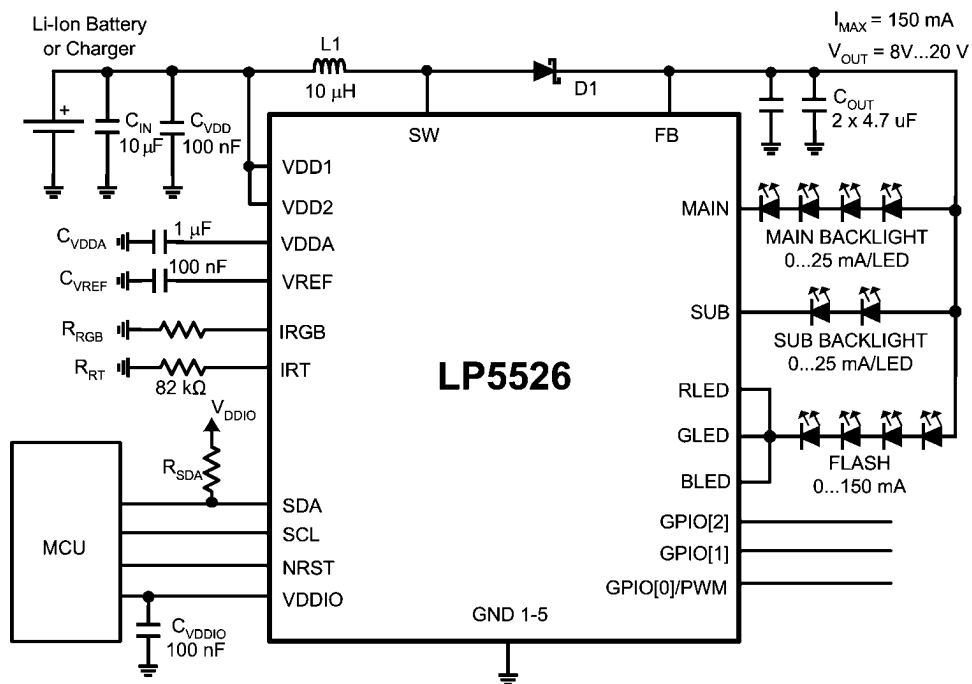 Li-Ion Battery
or Charger
I_MAX = 150 mA
V_OUT = 8V...20 V
L1
10 μH
D1
+
C_IN
10 μF
C_VDD
100 nF
C_OUT
2 x 4.7 uF
SW
FB
VDD1
VDD2
VDDA
VREF
IRGB
IRT
C_VDDA
1 μF
C_VREF
100 nF
R_RGB
R_RT
82 kΩ
V_DDIO
R_SDA
LP5526
MAIN
MAIN BACKLIGHT
0...25 mA/LED
SUB
SUB BACKLIGHT
0...25 mA/LED
RLED
GLED
BLED
FLASH
0...150 mA
MCU
SDA
SCL
NRST
VDDIO
GPIO[2]
GPIO[1]
GPIO[0]/PWM
GND 1-5
C_VDDIO
100 nF